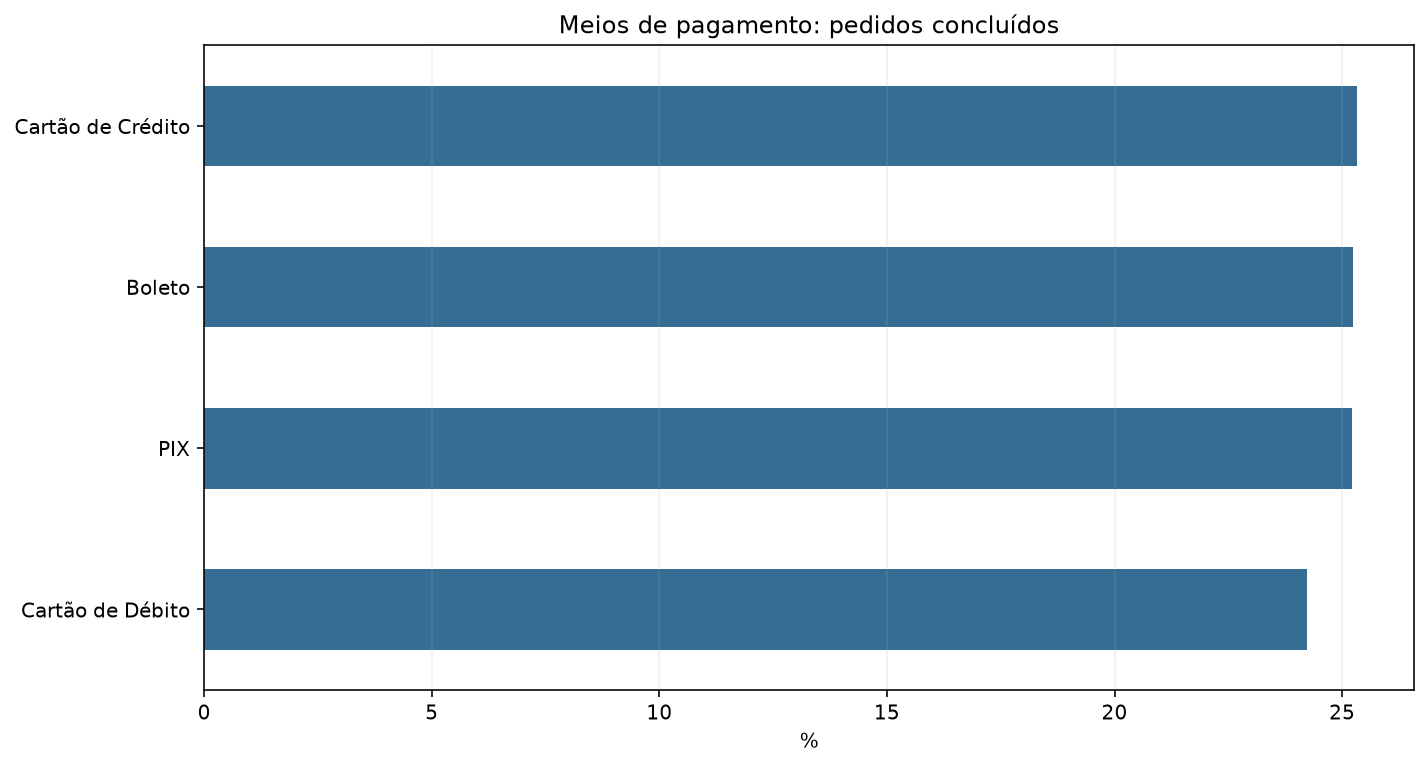 Meios de pagamento: pedidos concluídos
Cartão de Crédito
Boleto
PIX
Cartão de Débito
0 5 10 15 20 25
%